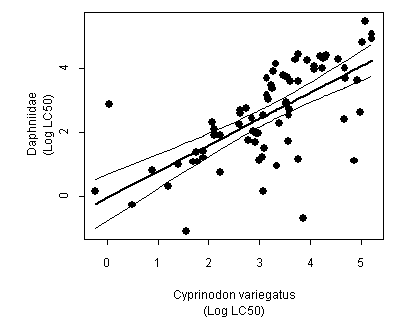 Daphniidae
(Log LC50)
4
2
0
0 1 2 3 4 5
Cyprinodon variegatus
(Log LC50)